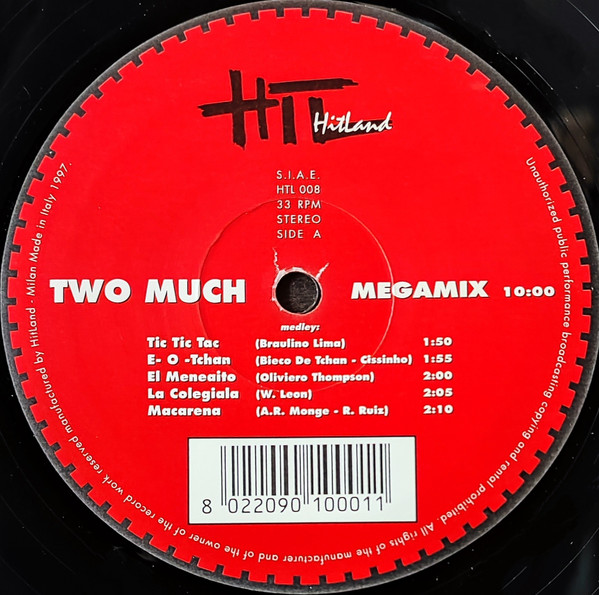 HTL
HitLand
S.I.A.E.
HTL 008
33 RPM
STEREO
SIDE A
TWO MUCH
MEGAMIX 10:00
medley:
Tic Tic Tac (Braulino Lima) 1:50
E- O -Tchan (Bieco De Tchan - Cissinho) 1:55
El Meneaito (Oliviero Thompson) 2:00
La Colegiala (W. Leon) 2:05
Macarena (A.R. Monge - R. Ruiz) 2:10
8 022090 100011
Unauthorized public performance broadcasting copying and rental prohibited. All rights of the manufacturer and of the owner of the record work reserved manufactured by HitLand - Milan Made in Italy 1997.